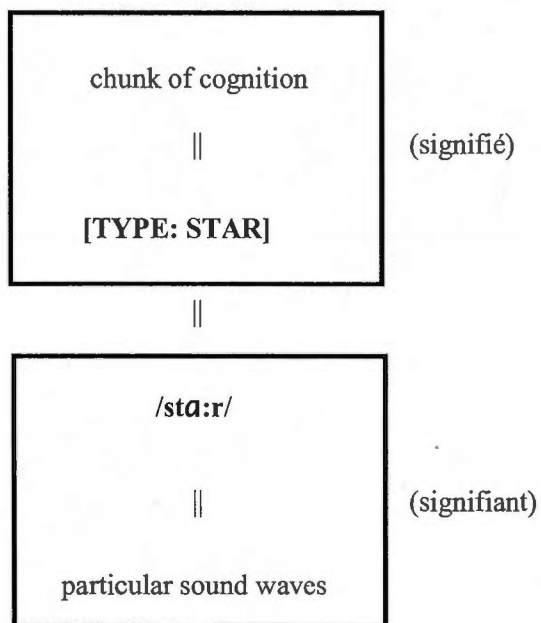 chunk of cognition
||
(signifié)
[TYPE: STAR]
||
/stɑ:r/
||
(signifiant)
particular sound waves